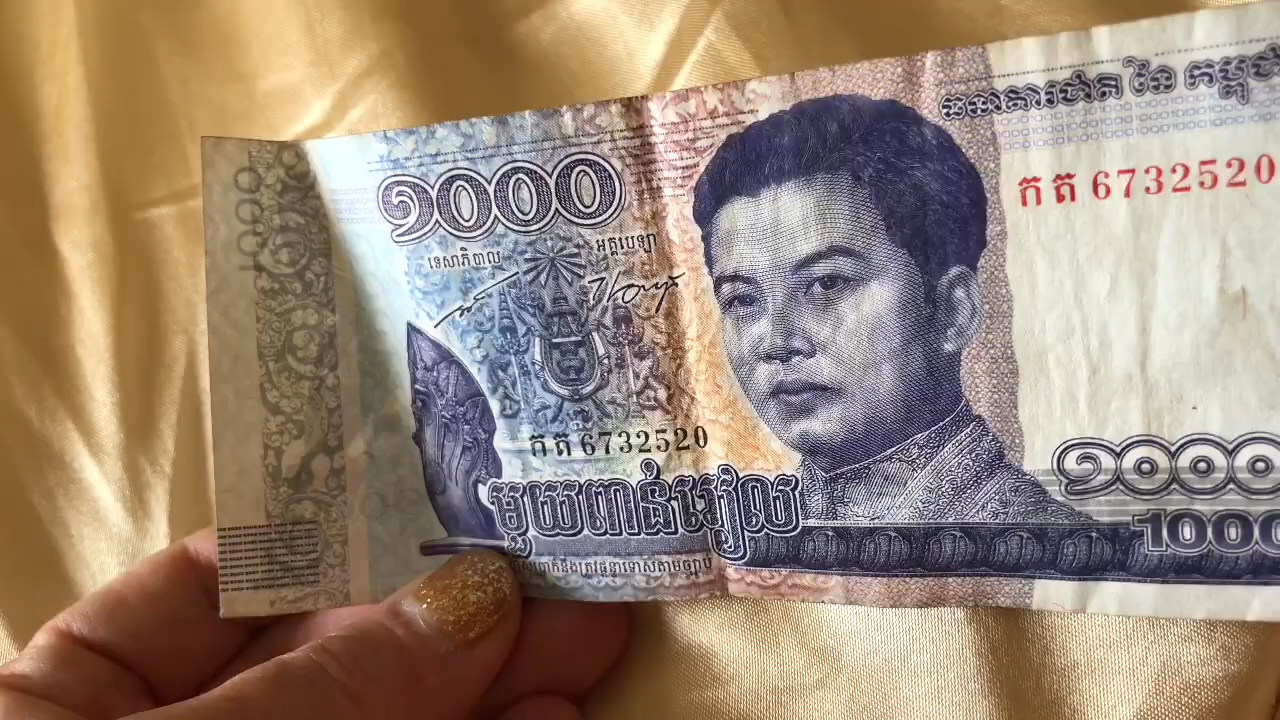 ធនាគារជាតិ នៃ កម្ពុជា
១០០០
កត 6732520
អគ្គបេឡា
ទេសាភិបាល
កត 6732520
១០០០
មួយពាន់រៀល
1000